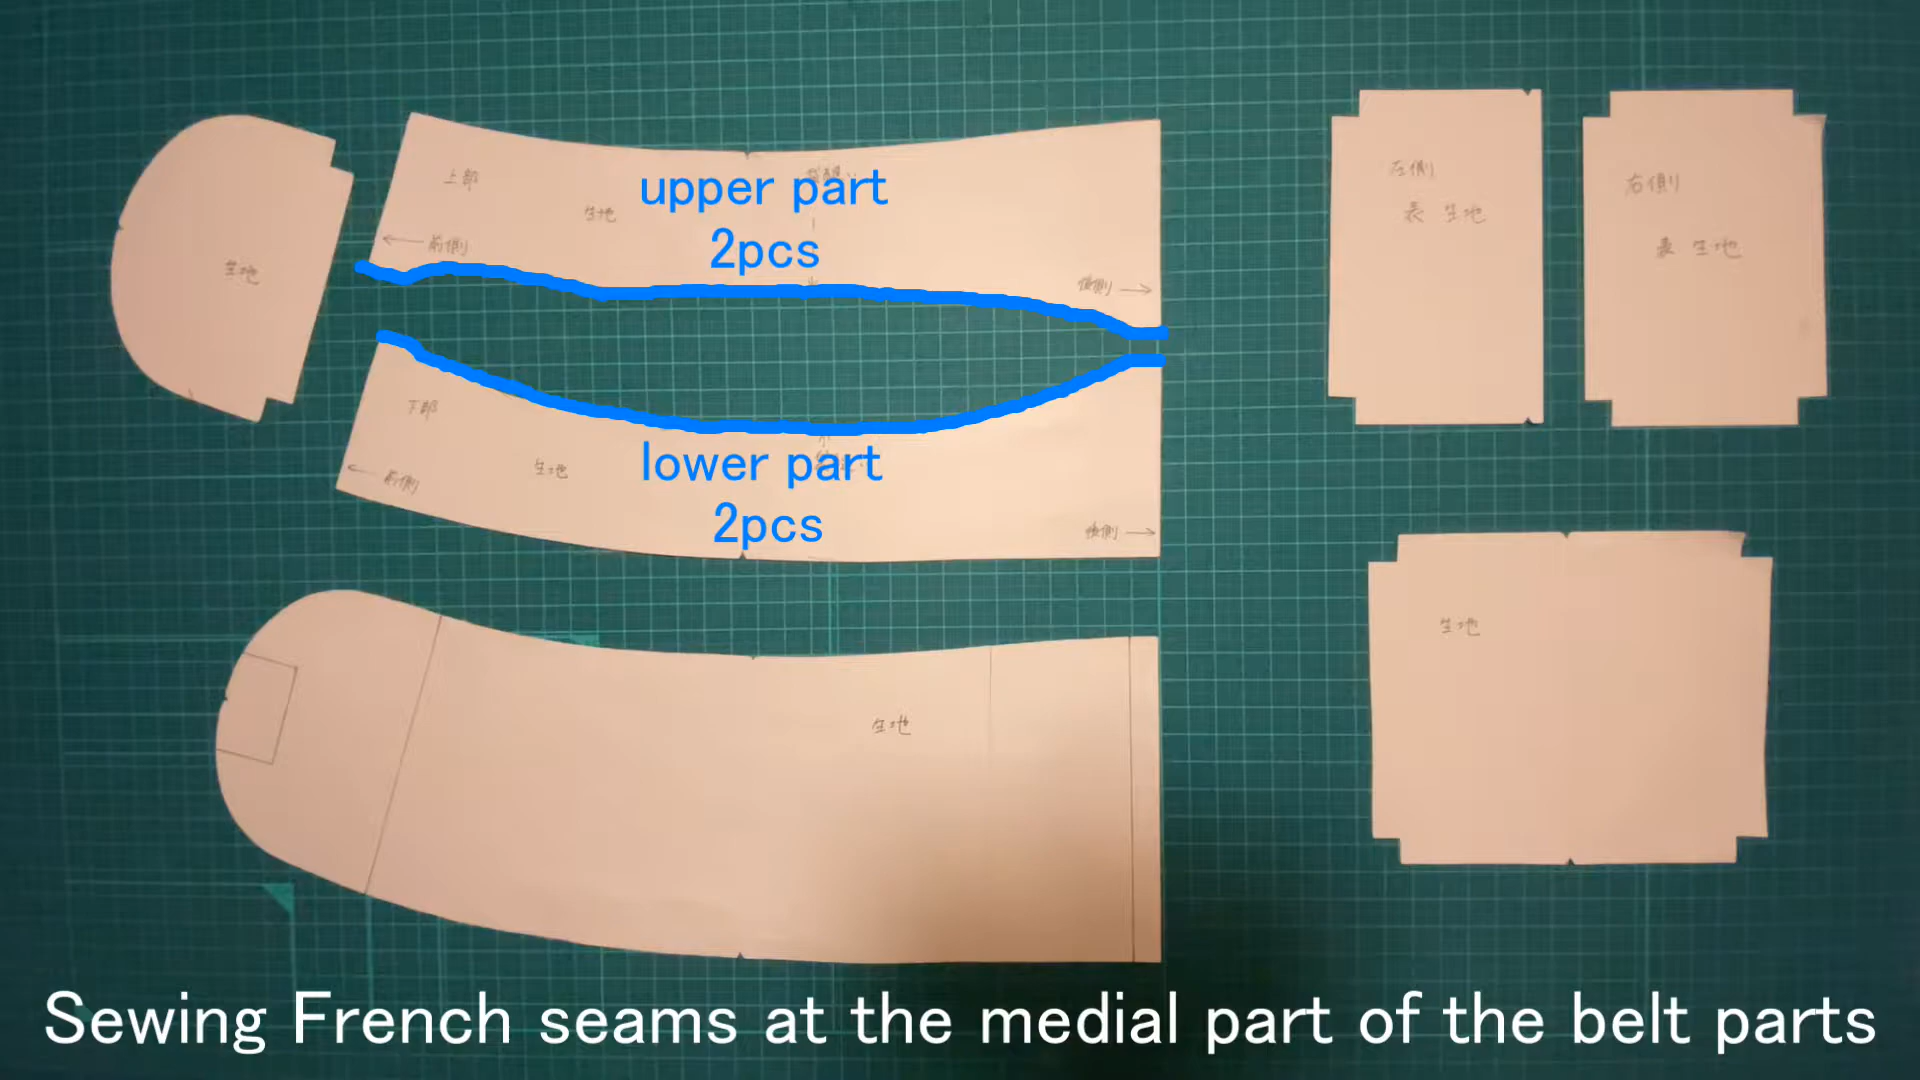 上部
生地
upper part
2pcs
← 前側
後側 →
生地
左側
表 生地
右側
表 生地
下部
生地
← 前側
lower part
2pcs
後側 →
生地
生地
Sewing French seams at the medial part of the belt parts